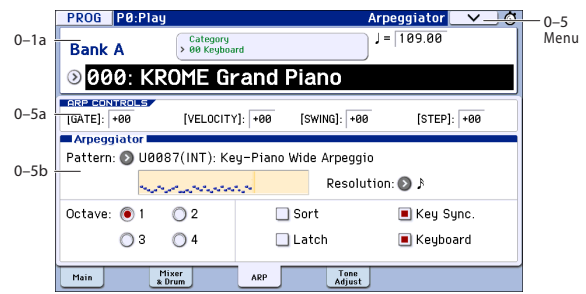 PROG P0:Play Arpeggiator
0–5
Menu
0–1a
Bank A
Category
> 00 Keyboard
♩= 109.00
000: KROME Grand Piano
ARP CONTROLS
0–5a
[GATE]: +00 [VELOCITY]: +00 [SWING]: +00 [STEP]: +00
Arpeggiator
Pattern: U0087(INT): Key-Piano Wide Arpeggio
0–5b
Resolution: ♪
Octave: 1 2 Sort Key Sync.
3 4 Latch Keyboard
Main Mixer & Drum ARP Tone Adjust